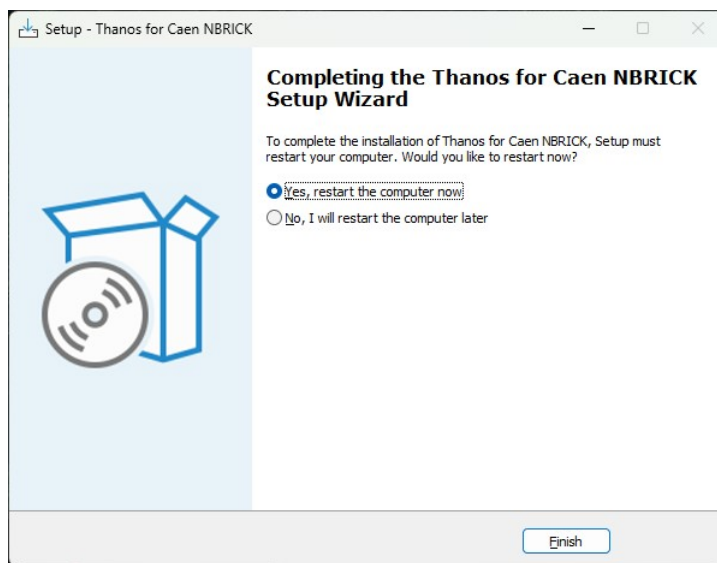 Setup - Thanos for Caen NBRICK
Completing the Thanos for Caen NBRICK
Setup Wizard
To complete the installation of Thanos for Caen NBRICK, Setup must
restart your computer. Would you like to restart now?
Yes, restart the computer now
No, I will restart the computer later
Finish